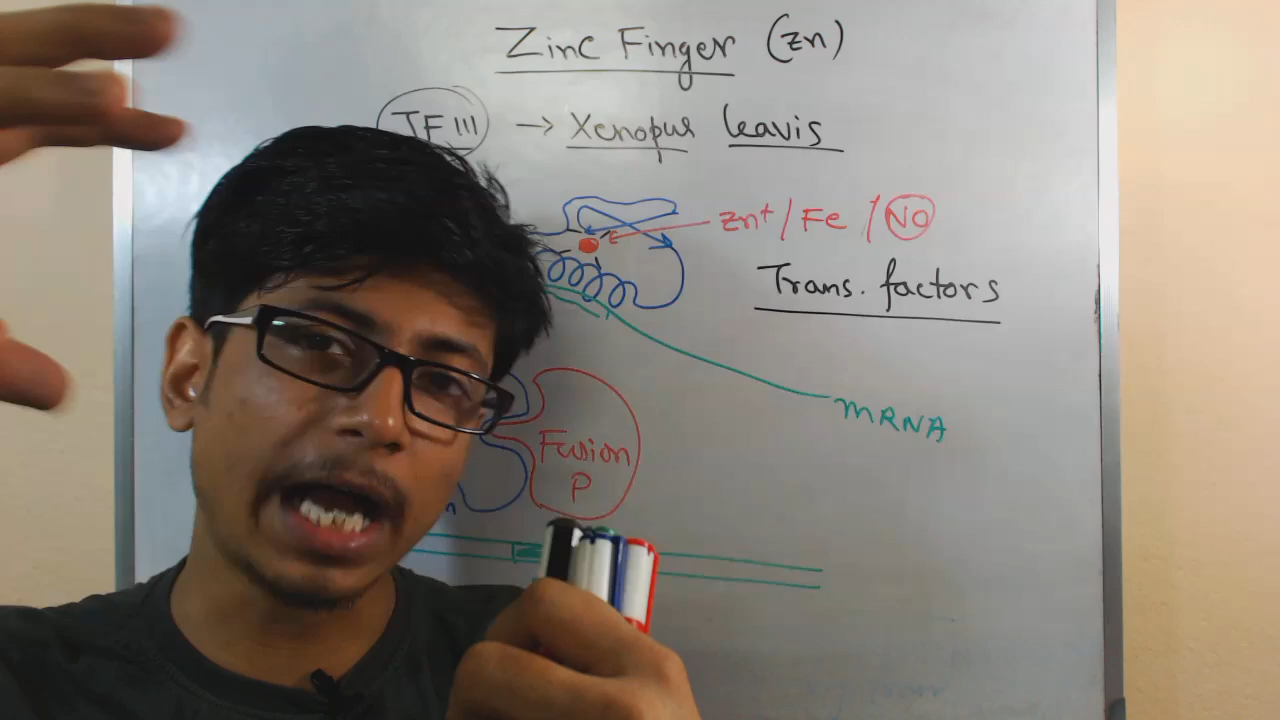 Zinc Finger (Zn)
TF III → Xenopus leavis
Zn+ / Fe / NO
Trans. factors
mRNA
Fusion
P